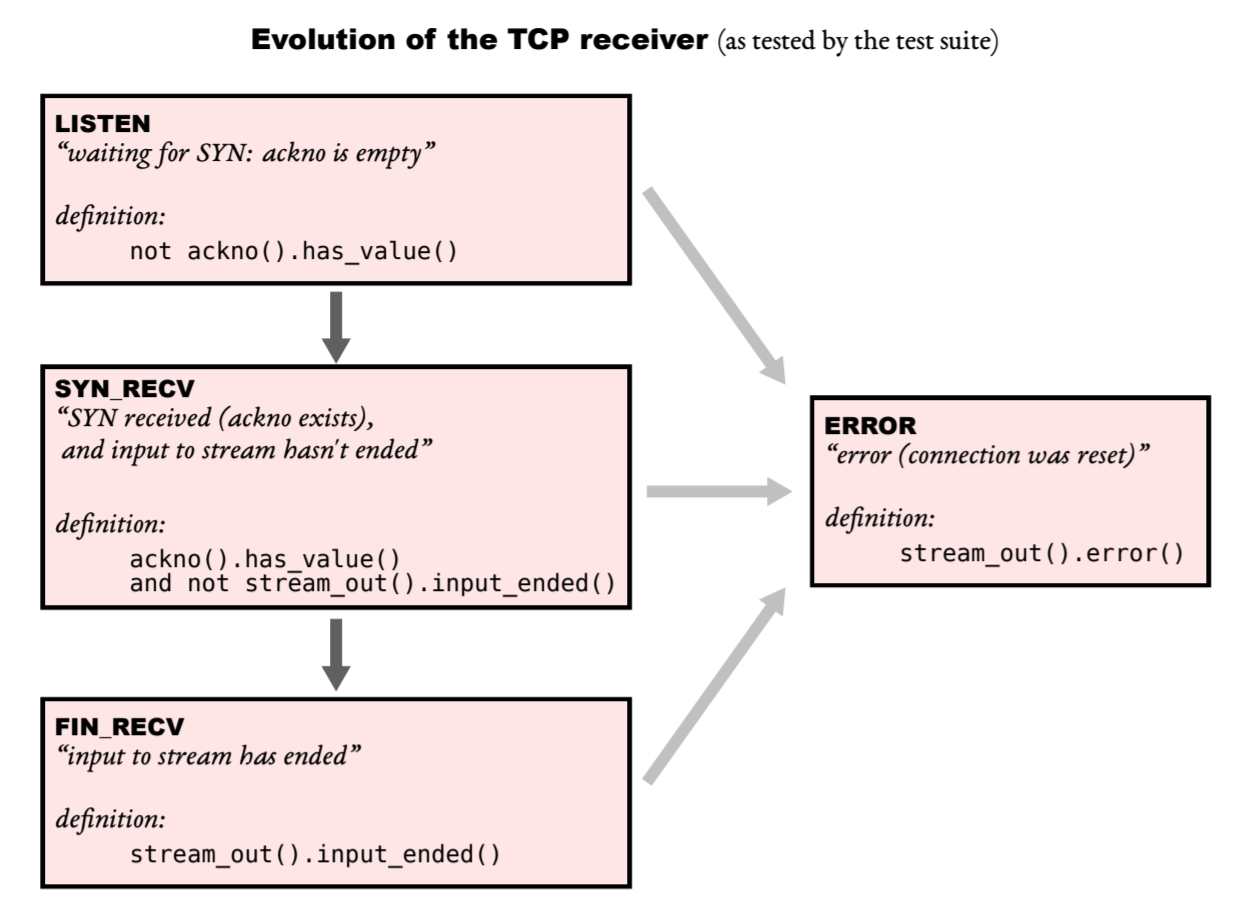 Evolution of the TCP receiver (as tested by the test suite)
LISTEN
“waiting for SYN: ackno is empty”
definition:
not ackno().has_value()
SYN_RECV
“SYN received (ackno exists),
and input to stream hasn't ended”
definition:
ackno().has_value()
and not stream_out().input_ended()
FIN_RECV
“input to stream has ended”
definition:
stream_out().input_ended()
ERROR
“error (connection was reset)”
definition:
stream_out().error()